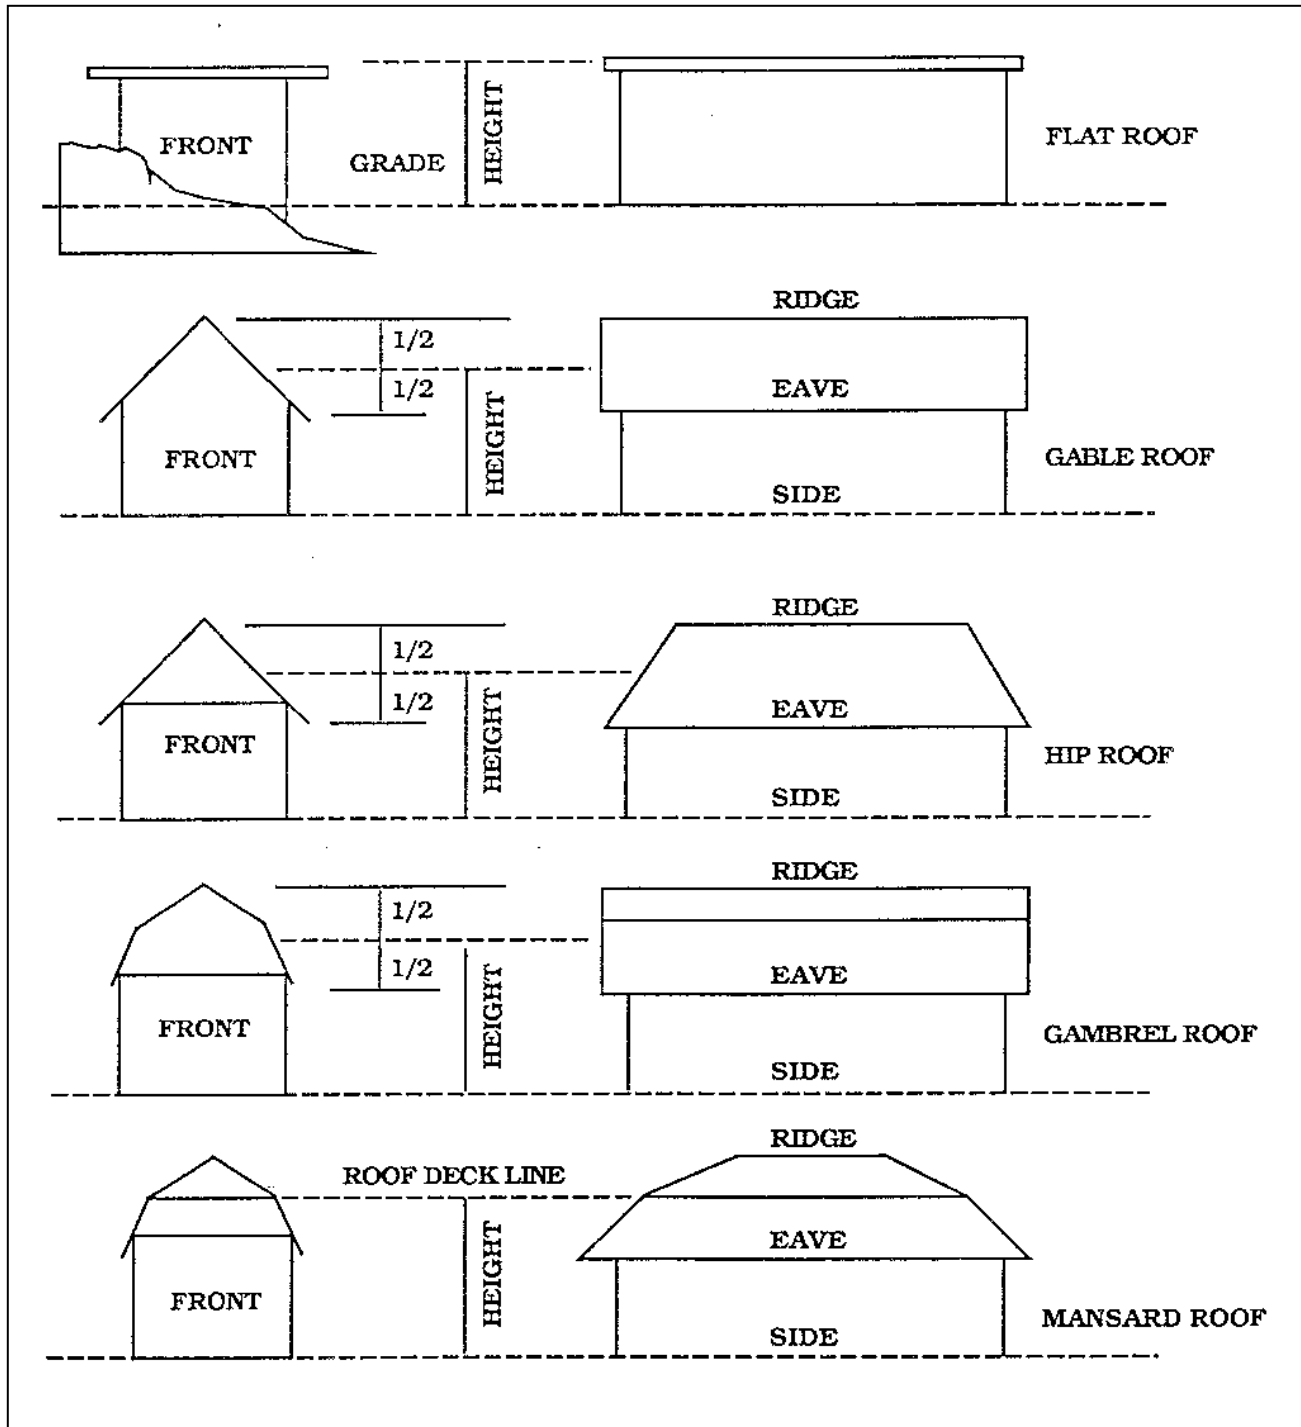 FRONT
GRADE
HEIGHT
FLAT ROOF
RIDGE
1/2
1/2
EAVE
HEIGHT
FRONT
GABLE ROOF
SIDE
RIDGE
1/2
1/2
EAVE
HEIGHT
FRONT
HIP ROOF
SIDE
RIDGE
1/2
1/2
EAVE
HEIGHT
FRONT
GAMBREL ROOF
SIDE
RIDGE
ROOF DECK LINE
EAVE
HEIGHT
FRONT
MANSARD ROOF
SIDE